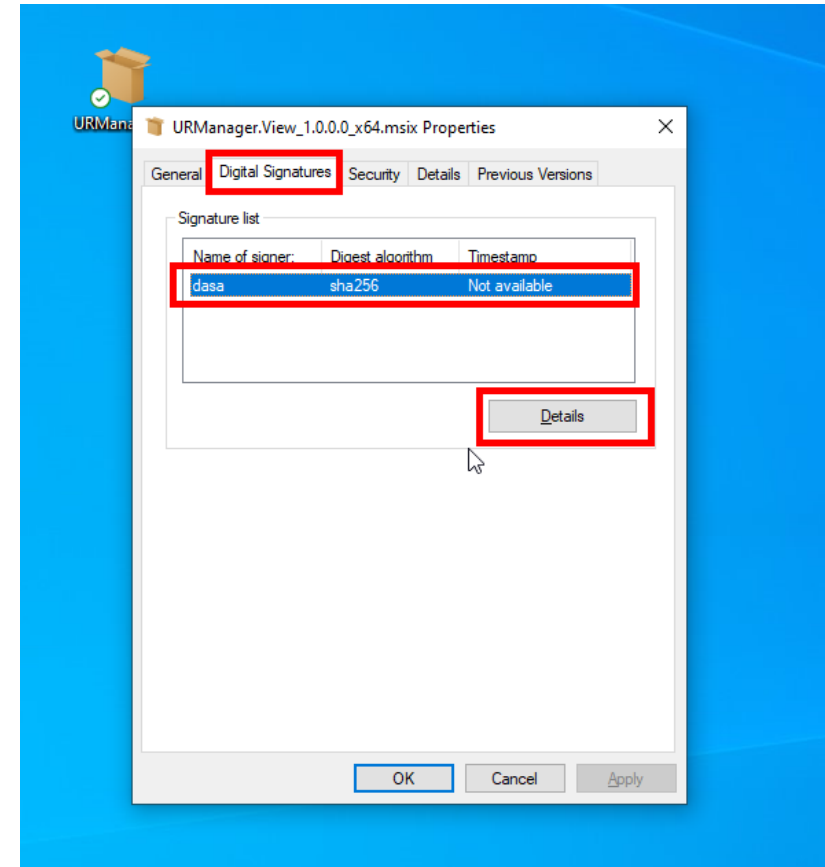 URMana
URManager.View_1.0.0.0_x64.msix Properties
General Digital Signatures Security Details Previous Versions
Signature list
Name of signer: Digest algorithm Timestamp
dasa sha256 Not available
Details
OK Cancel Apply